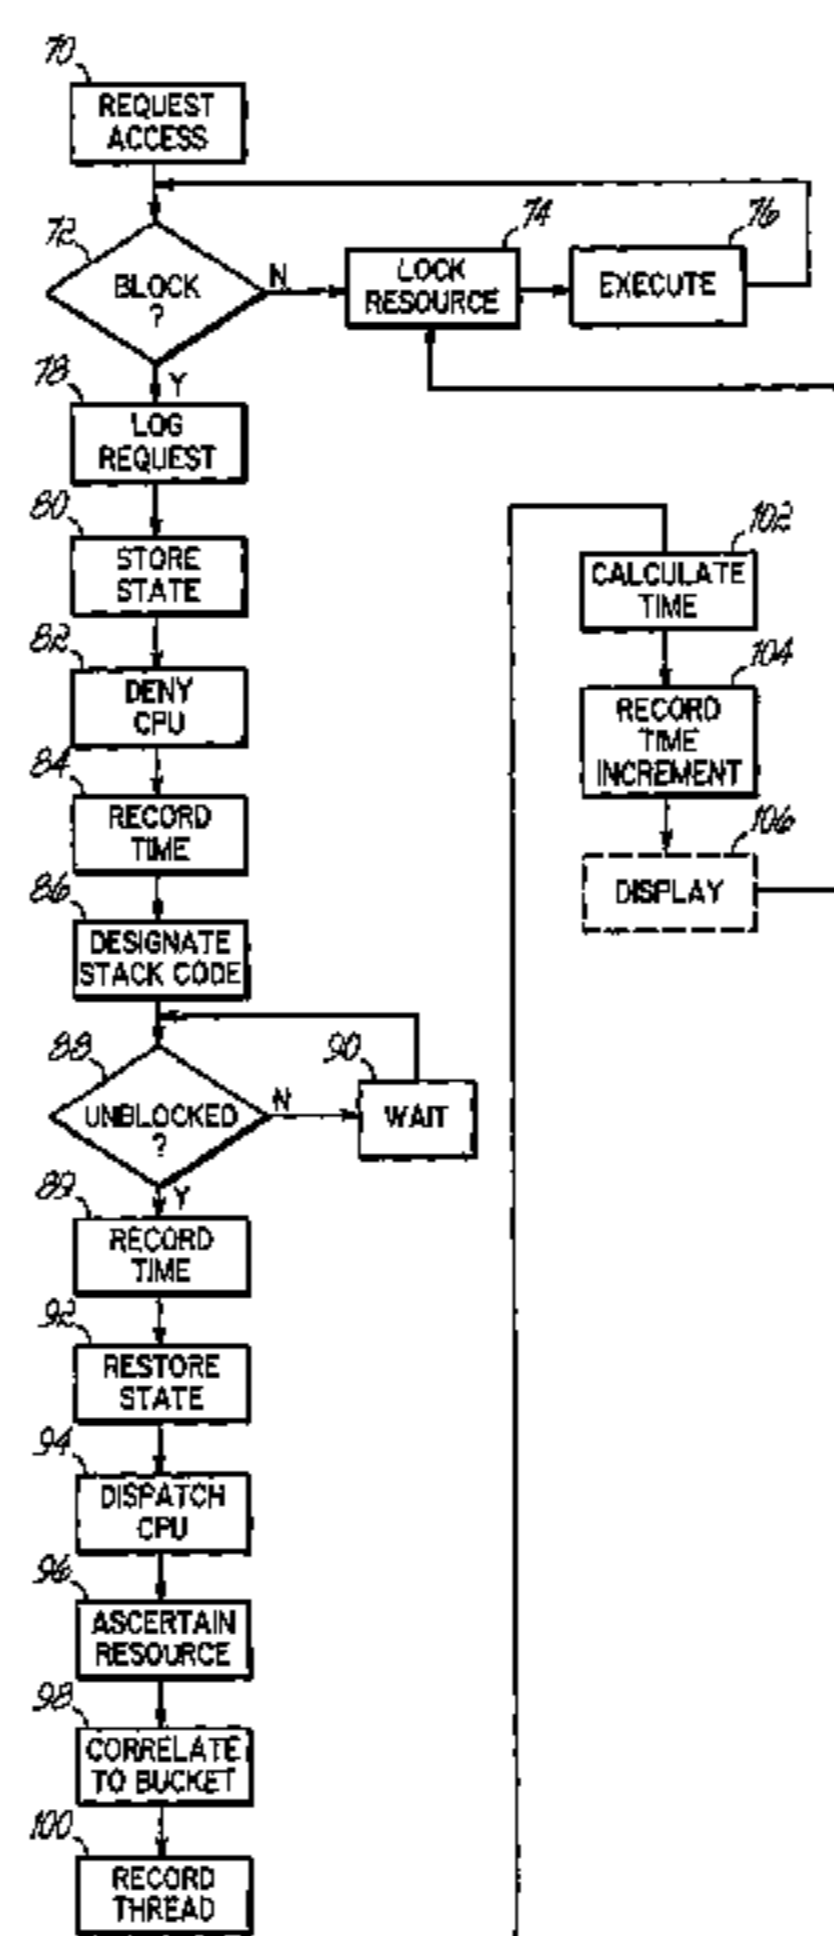 70
REQUEST
ACCESS
72
BLOCK
?
N
Y
74
LOCK
RESOURCE
76
EXECUTE
78
LOG
REQUEST
80
STORE
STATE
82
DENY
CPU
84
RECORD
TIME
86
DESIGNATE
STACK CODE
88
UNBLOCKED
?
N
Y
90
WAIT
89
RECORD
TIME
92
RESTORE
STATE
94
DISPATCH
CPU
96
ASCERTAIN
RESOURCE
98
CORRELATE
TO BUCKET
100
RECORD
THREAD
102
CALCULATE
TIME
104
RECORD
TIME
INCREMENT
106
DISPLAY